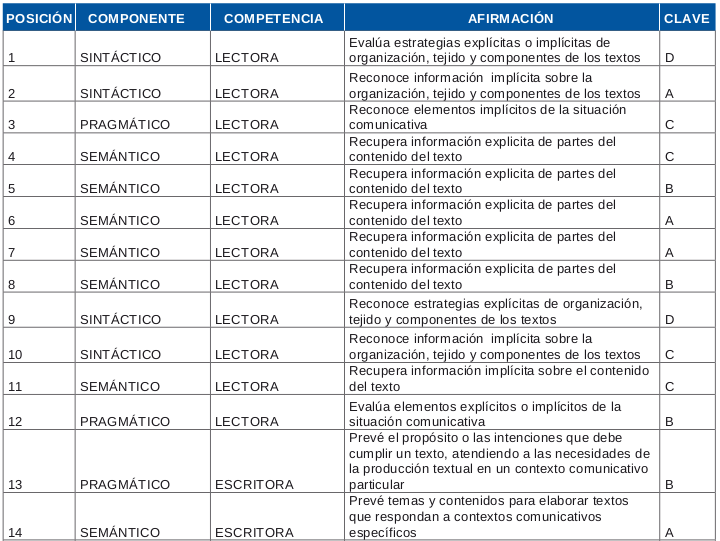 POSICIÓN COMPONENTE COMPETENCIA AFIRMACIÓN CLAVE
Evalúa estrategias explícitas o implícitas de
1 SINTÁCTICO LECTORA organización, tejido y componentes de los textos D
Reconoce información implícita sobre la
2 SINTÁCTICO LECTORA organización, tejido y componentes de los textos A
Reconoce elementos implícitos de la situación
3 PRAGMÁTICO LECTORA comunicativa C
Recupera información explicita de partes del
4 SEMÁNTICO LECTORA contenido del texto C
Recupera información explicita de partes del
5 SEMÁNTICO LECTORA contenido del texto B
Recupera información explicita de partes del
6 SEMÁNTICO LECTORA contenido del texto A
Recupera información explicita de partes del
7 SEMÁNTICO LECTORA contenido del texto A
Recupera información explicita de partes del
8 SEMÁNTICO LECTORA contenido del texto B
Reconoce estrategias explícitas de organización,
9 SINTÁCTICO LECTORA tejido y componentes de los textos D
Reconoce información implícita sobre la
10 SINTÁCTICO LECTORA organización, tejido y componentes de los textos C
Recupera información implícita sobre el contenido
11 SEMÁNTICO LECTORA del texto C
Evalúa elementos explícitos o implícitos de la
12 PRAGMÁTICO LECTORA situación comunicativa B
Prevé el propósito o las intenciones que debe
cumplir un texto, atendiendo a las necesidades de
la producción textual en un contexto comunicativo
13 PRAGMÁTICO ESCRITORA particular B
Prevé temas y contenidos para elaborar textos
que respondan a contextos comunicativos
14 SEMÁNTICO ESCRITORA específicos A